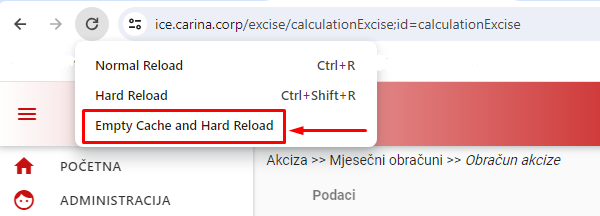 ice.carina.corp/excise/calculationExcise;id=calculationExcise
Normal Reload Ctrl+R
Hard Reload Ctrl+Shift+R
Empty Cache and Hard Reload
POČETNA
Akciza >> Mjesečni obračuni >> Obračun akcize
ADMINISTRACIJA
Podaci